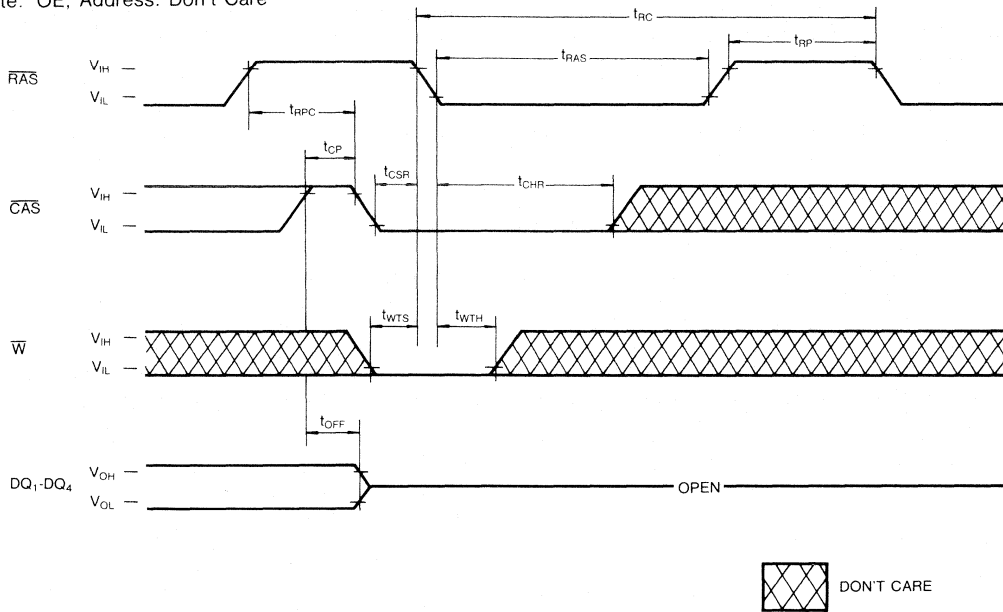 OE, Address: Don't Care
tRC
tRP
tRAS
RAS
VIH
VIL
tRPC
tCP
tCSR
tCHR
CAS
VIH
VIL
tWTS
tWTH
W
VIH
VIL
tOFF
DQ1-DQ4
VOH
VOL
OPEN
DON'T CARE